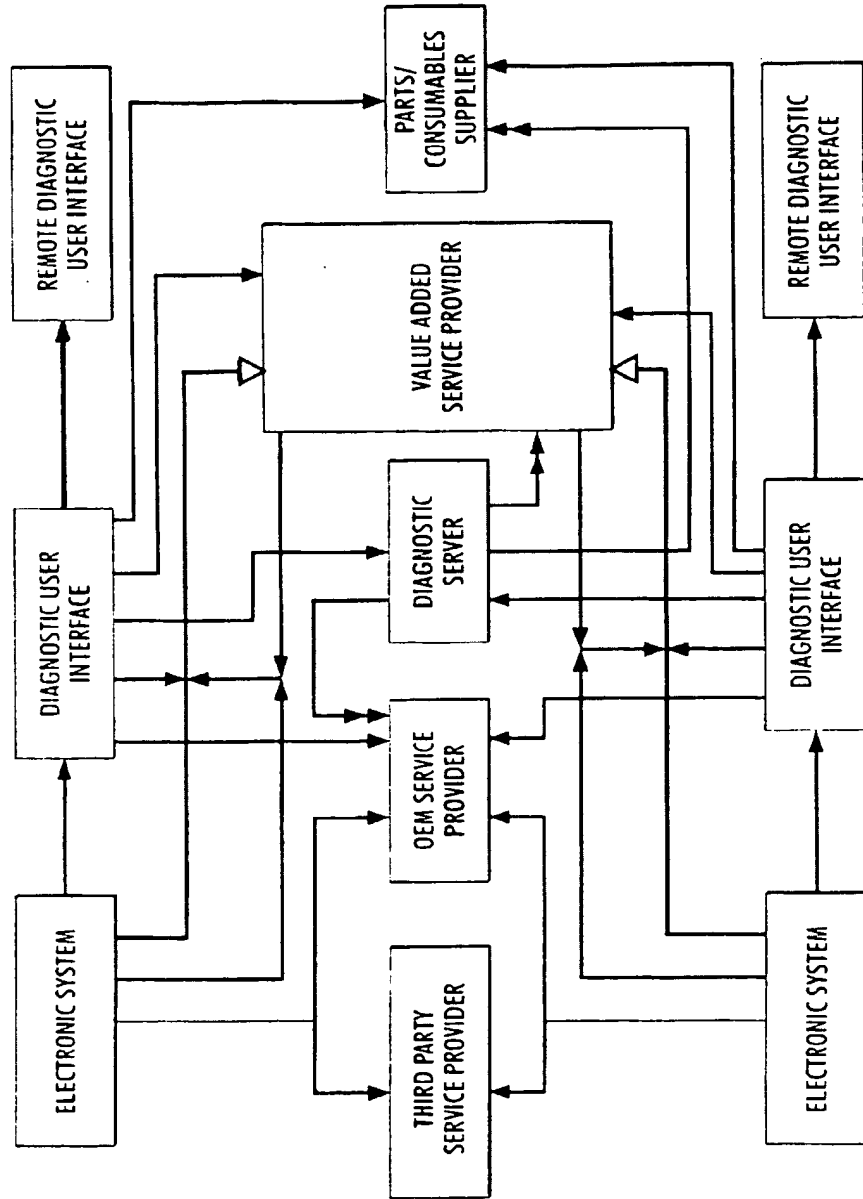 ELECTRONIC SYSTEM
DIAGNOSTIC USER
INTERFACE
REMOTE DIAGNOSTIC
USER INTERFACE
THIRD PARTY
SERVICE PROVIDER
OEM SERVICE
PROVIDER
DIAGNOSTIC
SERVER
VALUE ADDED
SERVICE PROVIDER
PARTS/
CONSUMABLES
SUPPLIER
ELECTRONIC SYSTEM
DIAGNOSTIC USER
INTERFACE
REMOTE DIAGNOSTIC
USER INTERFACE